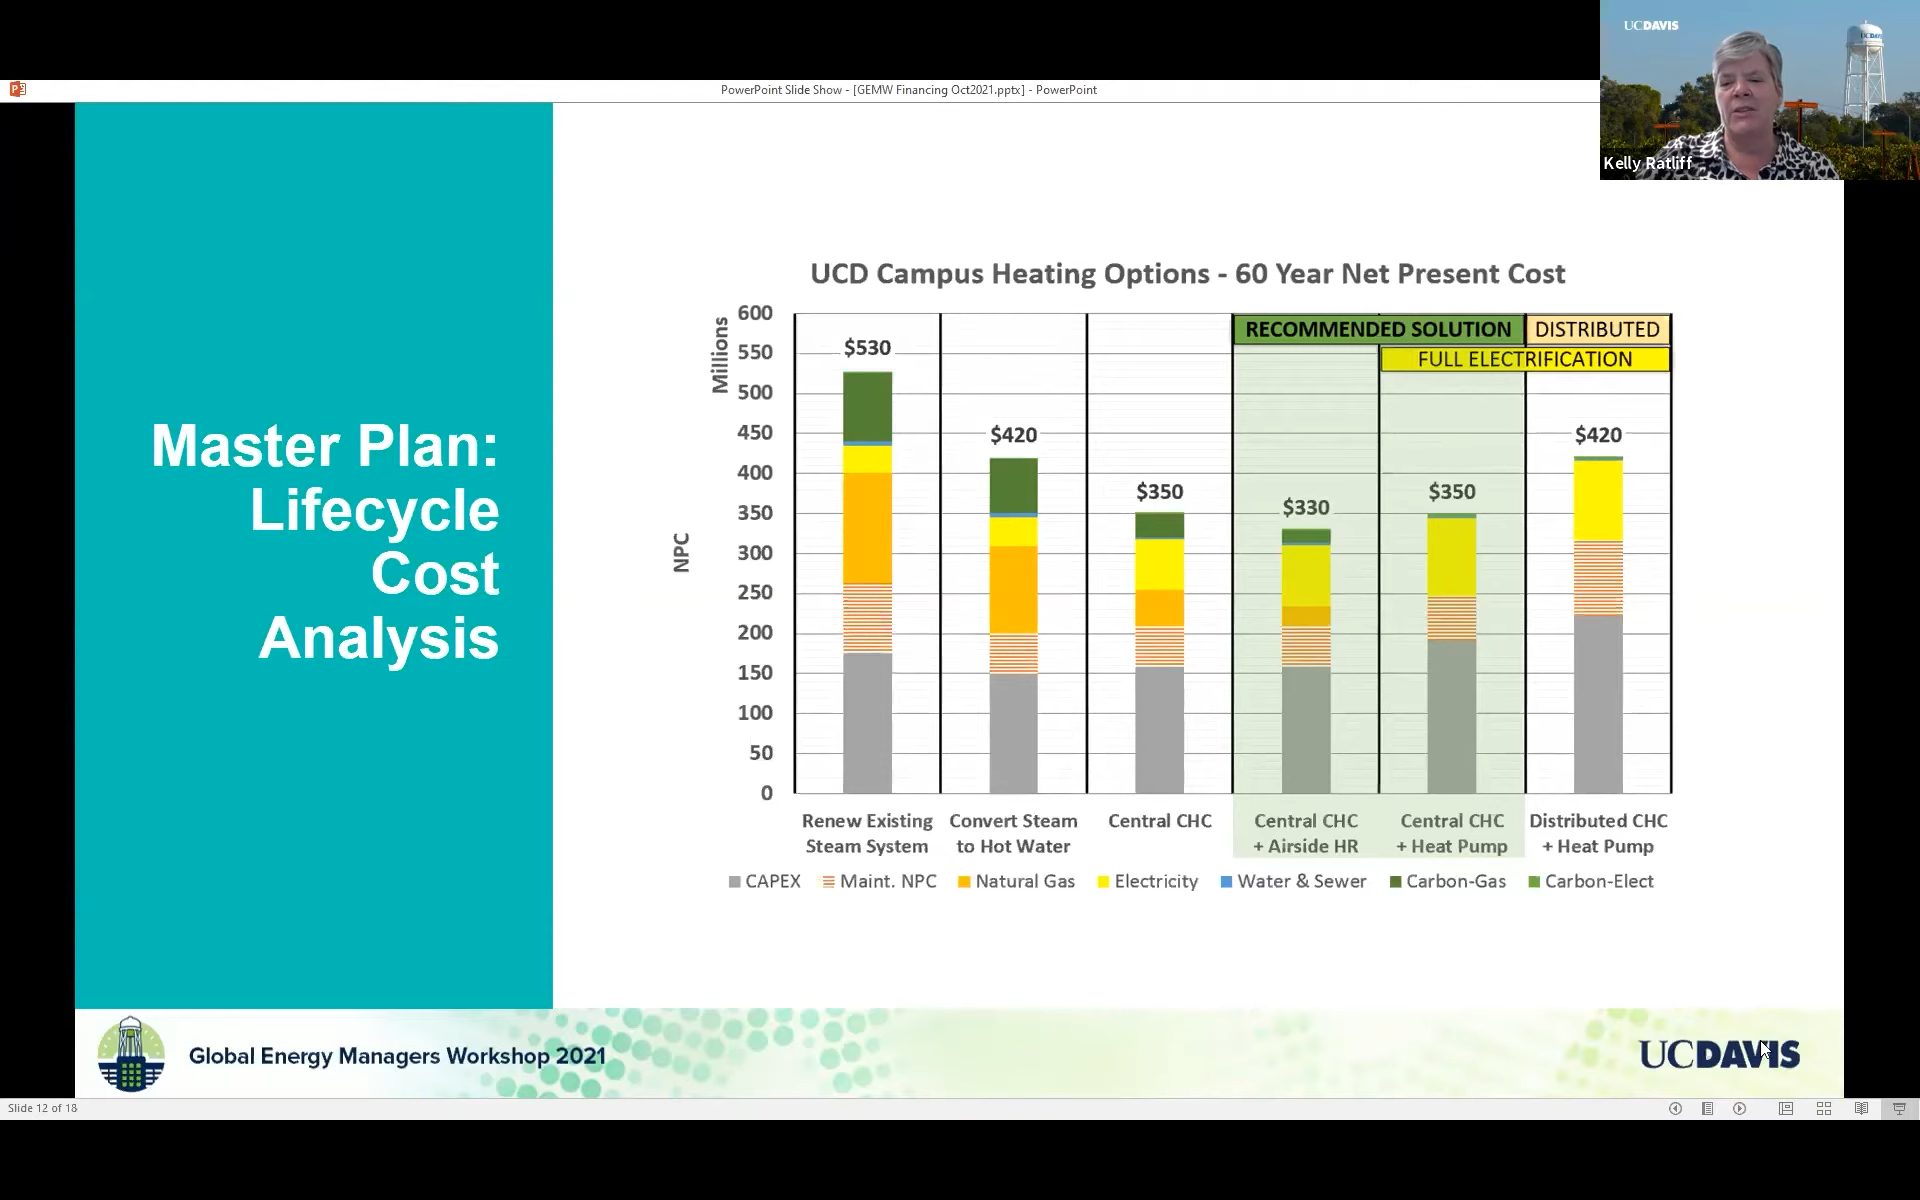 UCDAVIS
Kelly Ratliff
PowerPoint Slide Show - [GEMW Financing Oct2021.pptx] - PowerPoint
Master Plan:
Lifecycle
Cost
Analysis
UCD Campus Heating Options - 60 Year Net Present Cost
Millions
NPC
600
550
500
450
400
350
300
250
200
150
100
50
0
RECOMMENDED SOLUTION
DISTRIBUTED
FULL ELECTRIFICATION
$530
$420
$350
$330
$350
$420
Renew Existing
Steam System
Convert Steam
to Hot Water
Central CHC
Central CHC
+ Airside HR
Central CHC
+ Heat Pump
Distributed CHC
+ Heat Pump
CAPEX Maint. NPC Natural Gas Electricity Water & Sewer Carbon-Gas Carbon-Elect
Global Energy Managers Workshop 2021
UCDAVIS
Slide 12 of 18